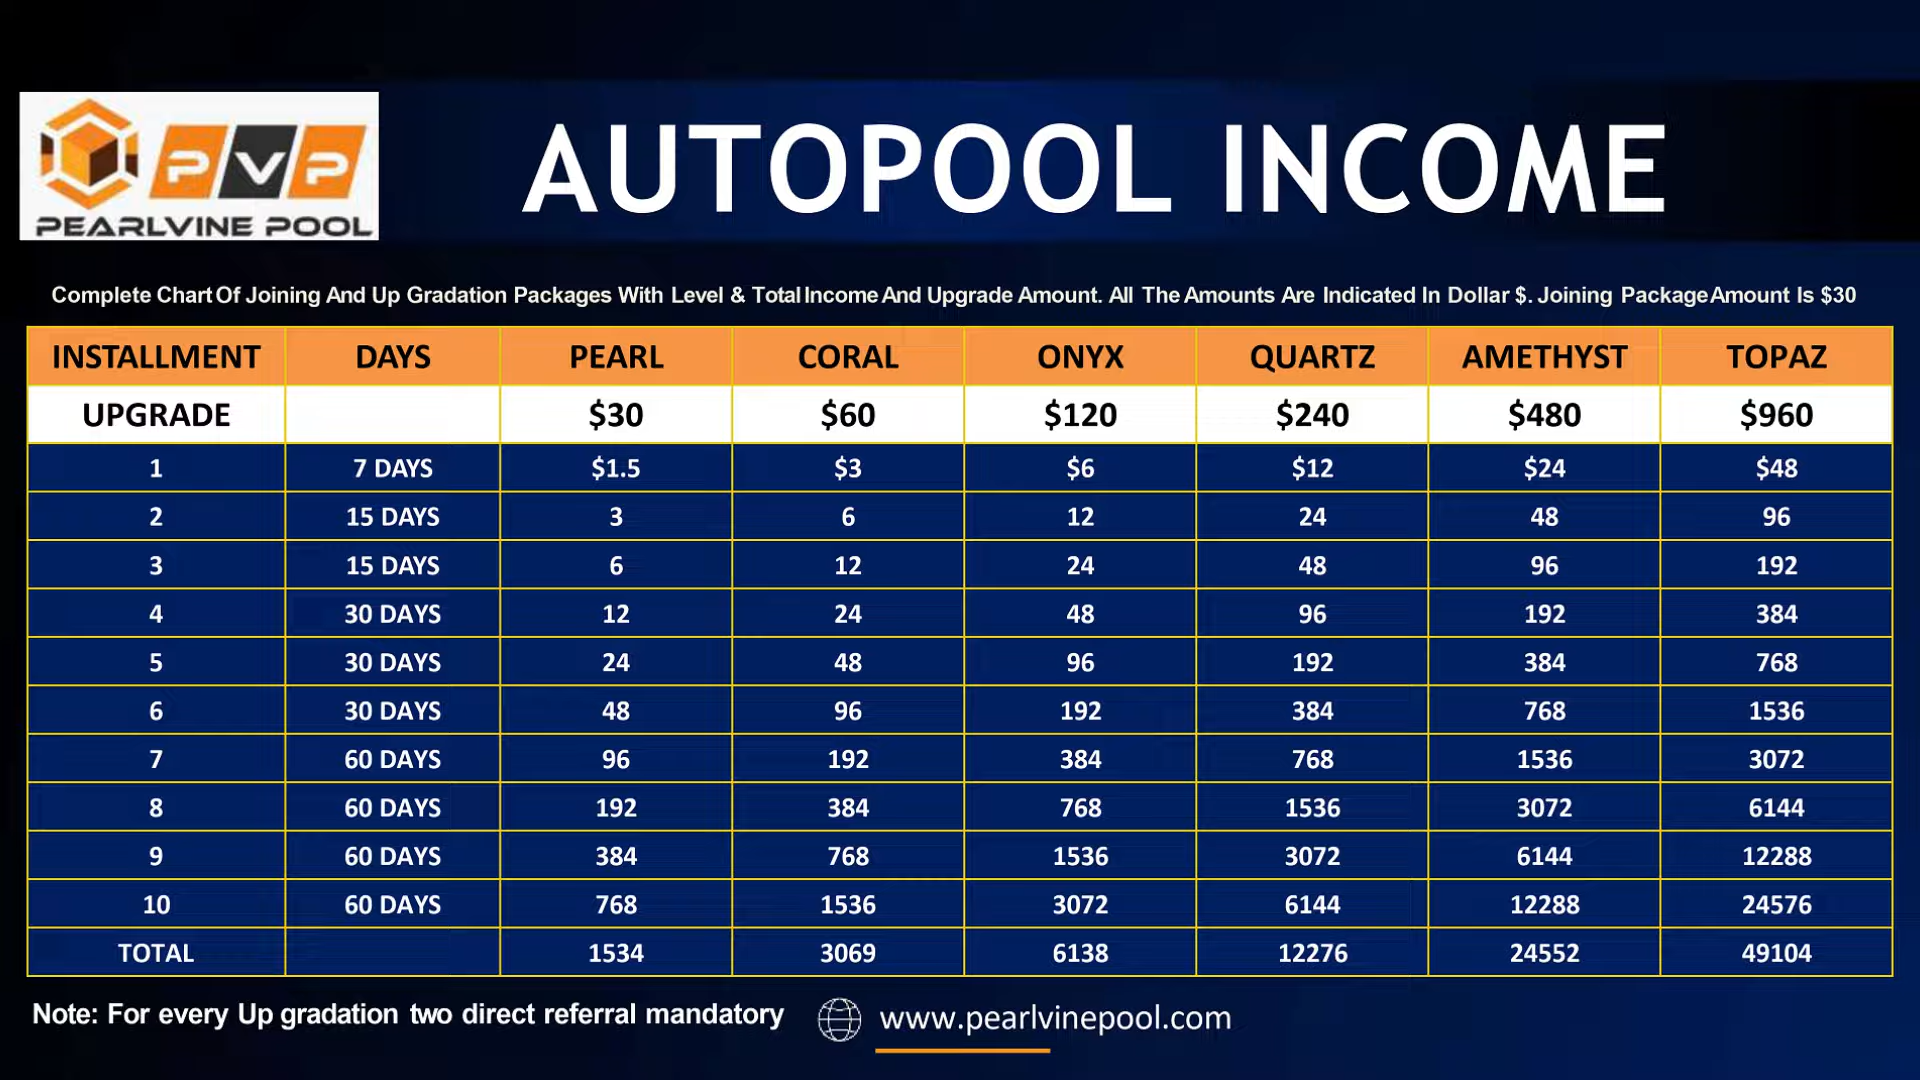 PVP
PEARLVINE POOL
AUTOPOOL INCOME
Complete Chart Of Joining And Up Gradation Packages With Level & Total Income And Upgrade Amount. All The Amounts Are Indicated In Dollar $. Joining Package Amount Is $30
INSTALLMENT DAYS PEARL CORAL ONYX QUARTZ AMETHYST TOPAZ
UPGRADE $30 $60 $120 $240 $480 $960
1 7 DAYS $1.5 $3 $6 $12 $24 $48
2 15 DAYS 3 6 12 24 48 96
3 15 DAYS 6 12 24 48 96 192
4 30 DAYS 12 24 48 96 192 384
5 30 DAYS 24 48 96 192 384 768
6 30 DAYS 48 96 192 384 768 1536
7 60 DAYS 96 192 384 768 1536 3072
8 60 DAYS 192 384 768 1536 3072 6144
9 60 DAYS 384 768 1536 3072 6144 12288
10 60 DAYS 768 1536 3072 6144 12288 24576
TOTAL 1534 3069 6138 12276 24552 49104
Note: For every Up gradation two direct referral mandatory
www.pearlvinepool.com